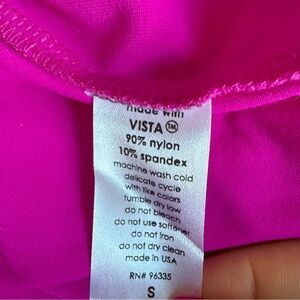 made with
VISTA™
90% nylon
10% spandex
machine wash cold
delicate cycle
with like colors
tumble dry low
do not bleach
do not use softener
do not iron
do not dry clean
made in USA
RN# 96335
S